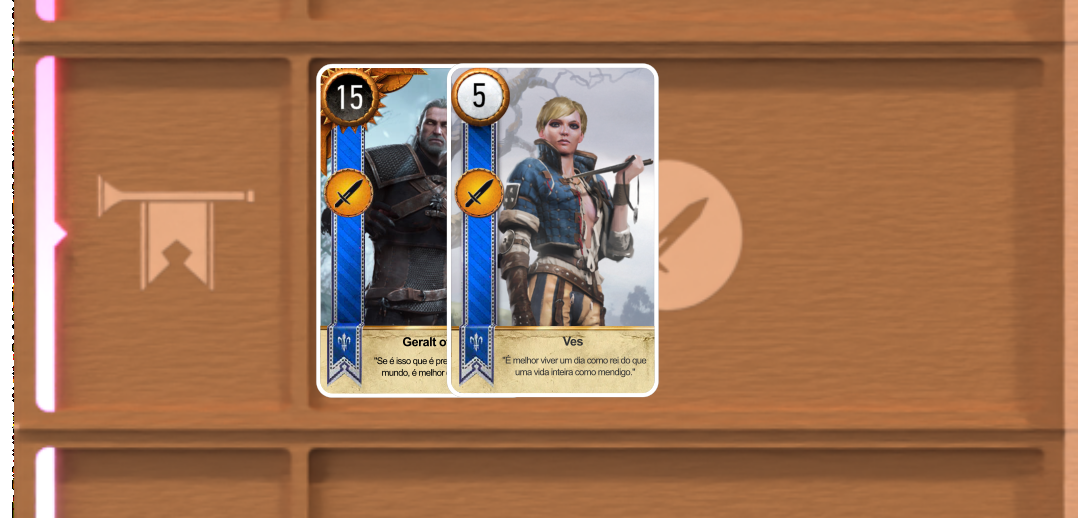 15
5
Geralt o
Ves
"Se é isso que é pre
mundo, é melhor
"É melhor viver um dia como rei do que
uma vida inteira como mendigo."